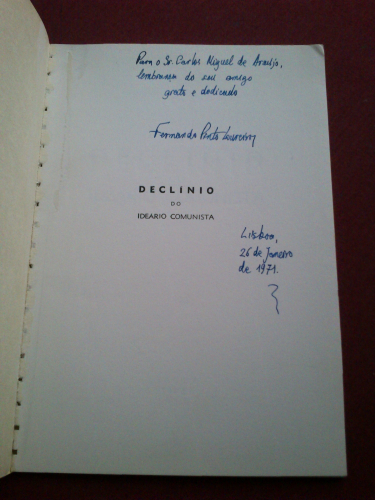 Para o Sr. Carlos Miguel de Araújo,
lembrança do seu amigo
grato e dedicado
Fernando Pinto Loureiro
DECLINIO
DO
IDEARIO COMUNISTA
Lisboa,
26 de Janeiro
de 1971.